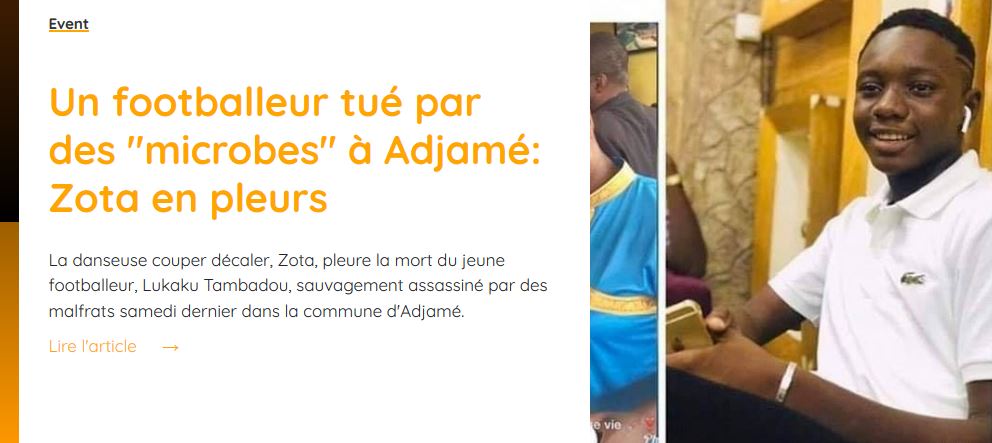 Event
Un footballeur tué par
des "microbes" à Adjamé:
Zota en pleurs
La danseuse couper décaler, Zota, pleure la mort du jeune
footballeur, Lukaku Tambadou, sauvagement assassiné par des
malfrats samedi dernier dans la commune d'Adjamé.
Lire l'article →
vie